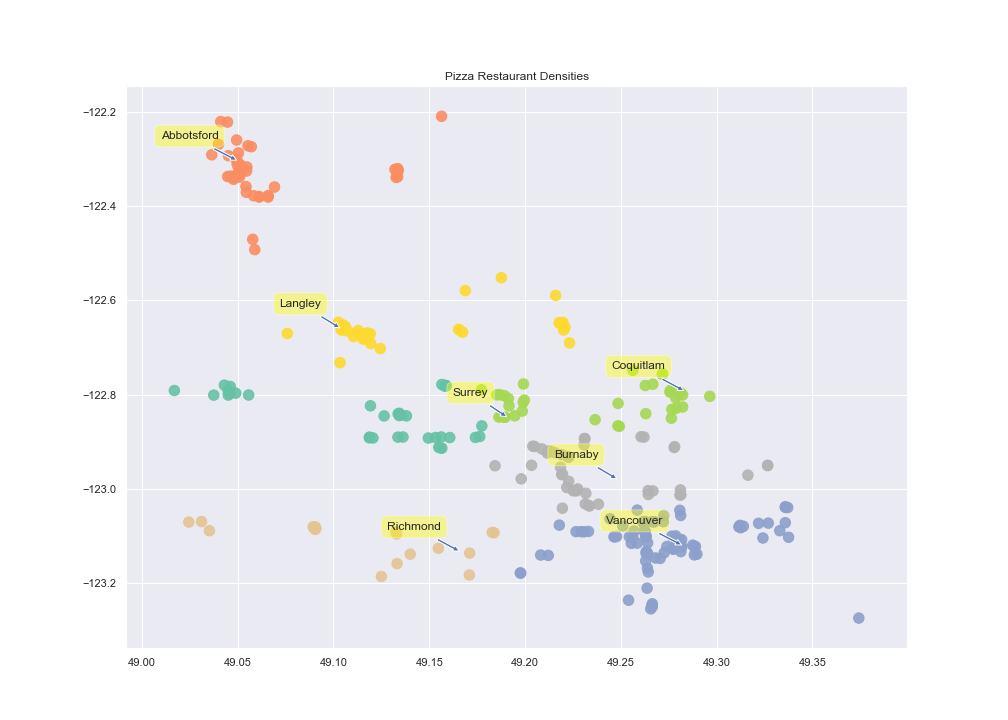 Pizza Restaurant Densities
−122.2
Abbotsford
−122.4
−122.6
Langley
Coquitlam
−122.8
Surrey
Burnaby
−123.0
Vancouver
Richmond
−123.2
49.00 49.05 49.10 49.15 49.20 49.25 49.30 49.35